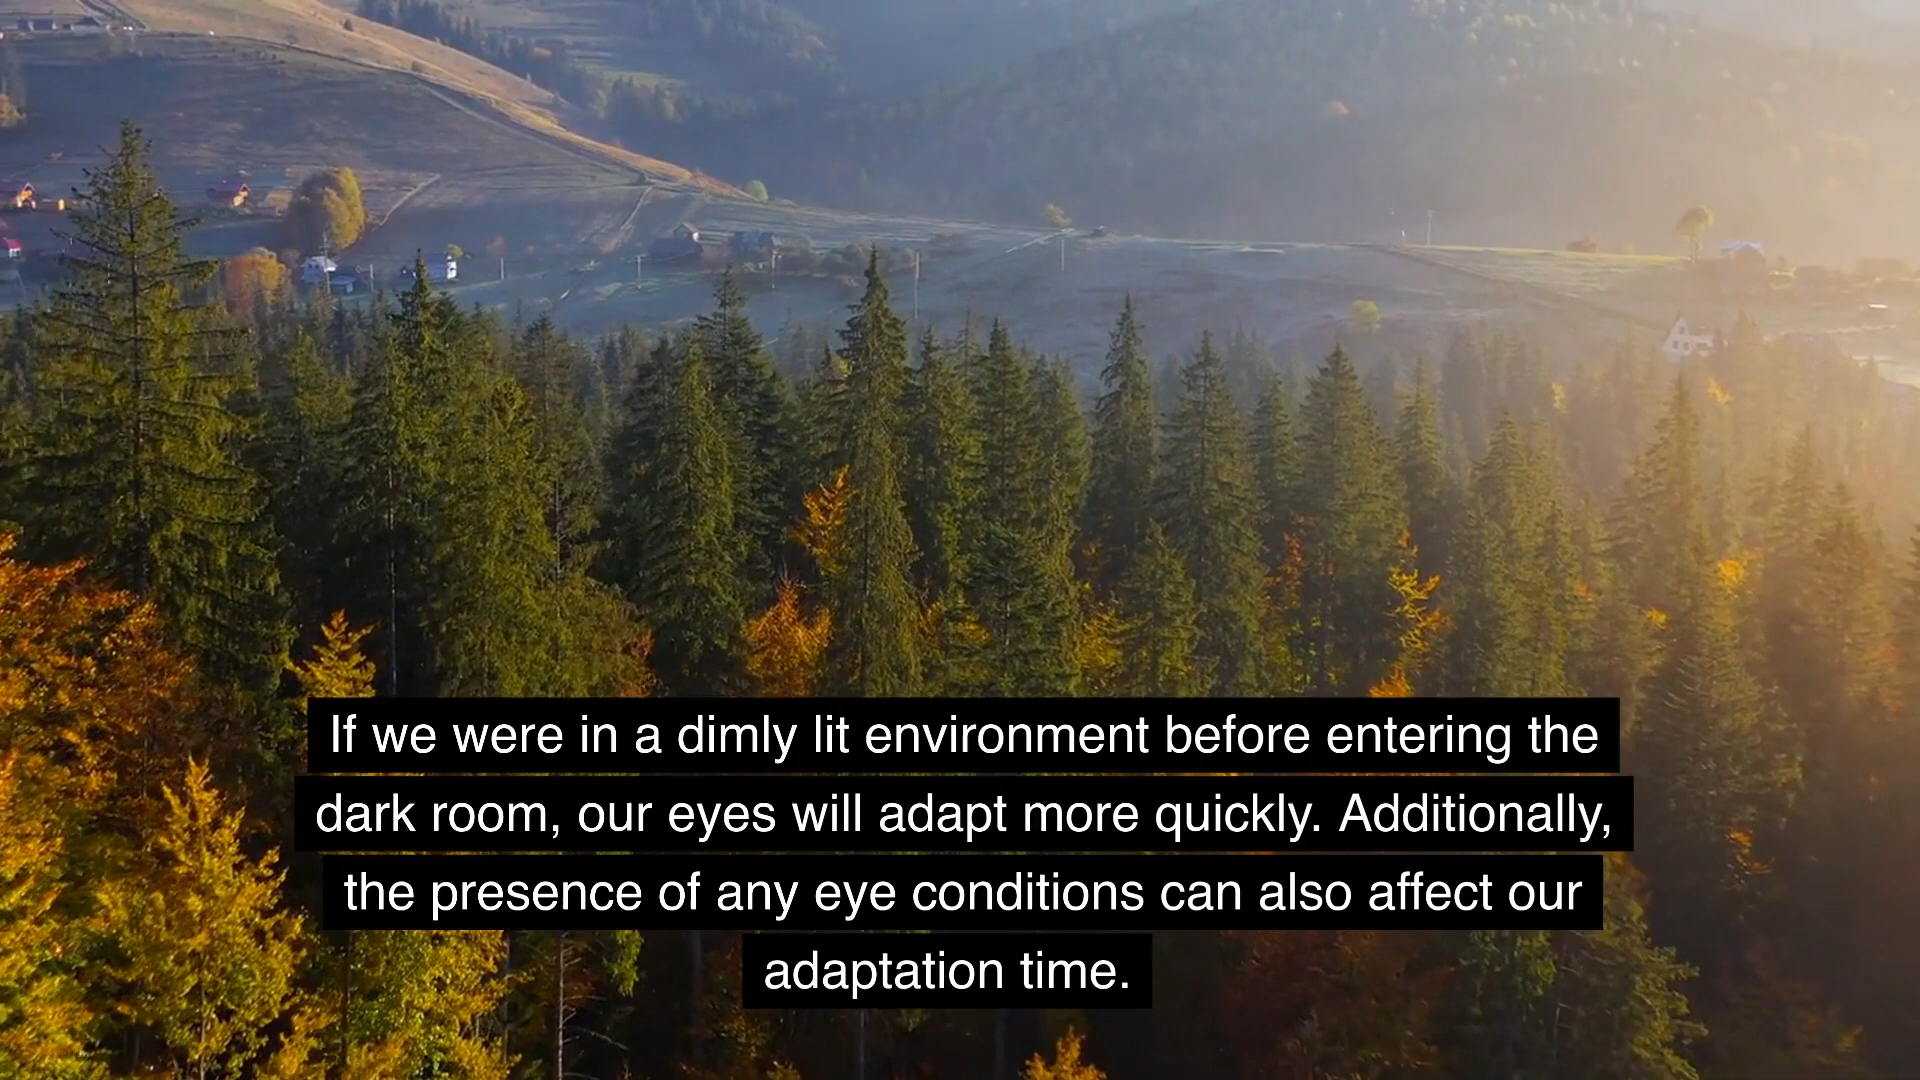 If we were in a dimly lit environment before entering the
dark room, our eyes will adapt more quickly. Additionally,
the presence of any eye conditions can also affect our
adaptation time.